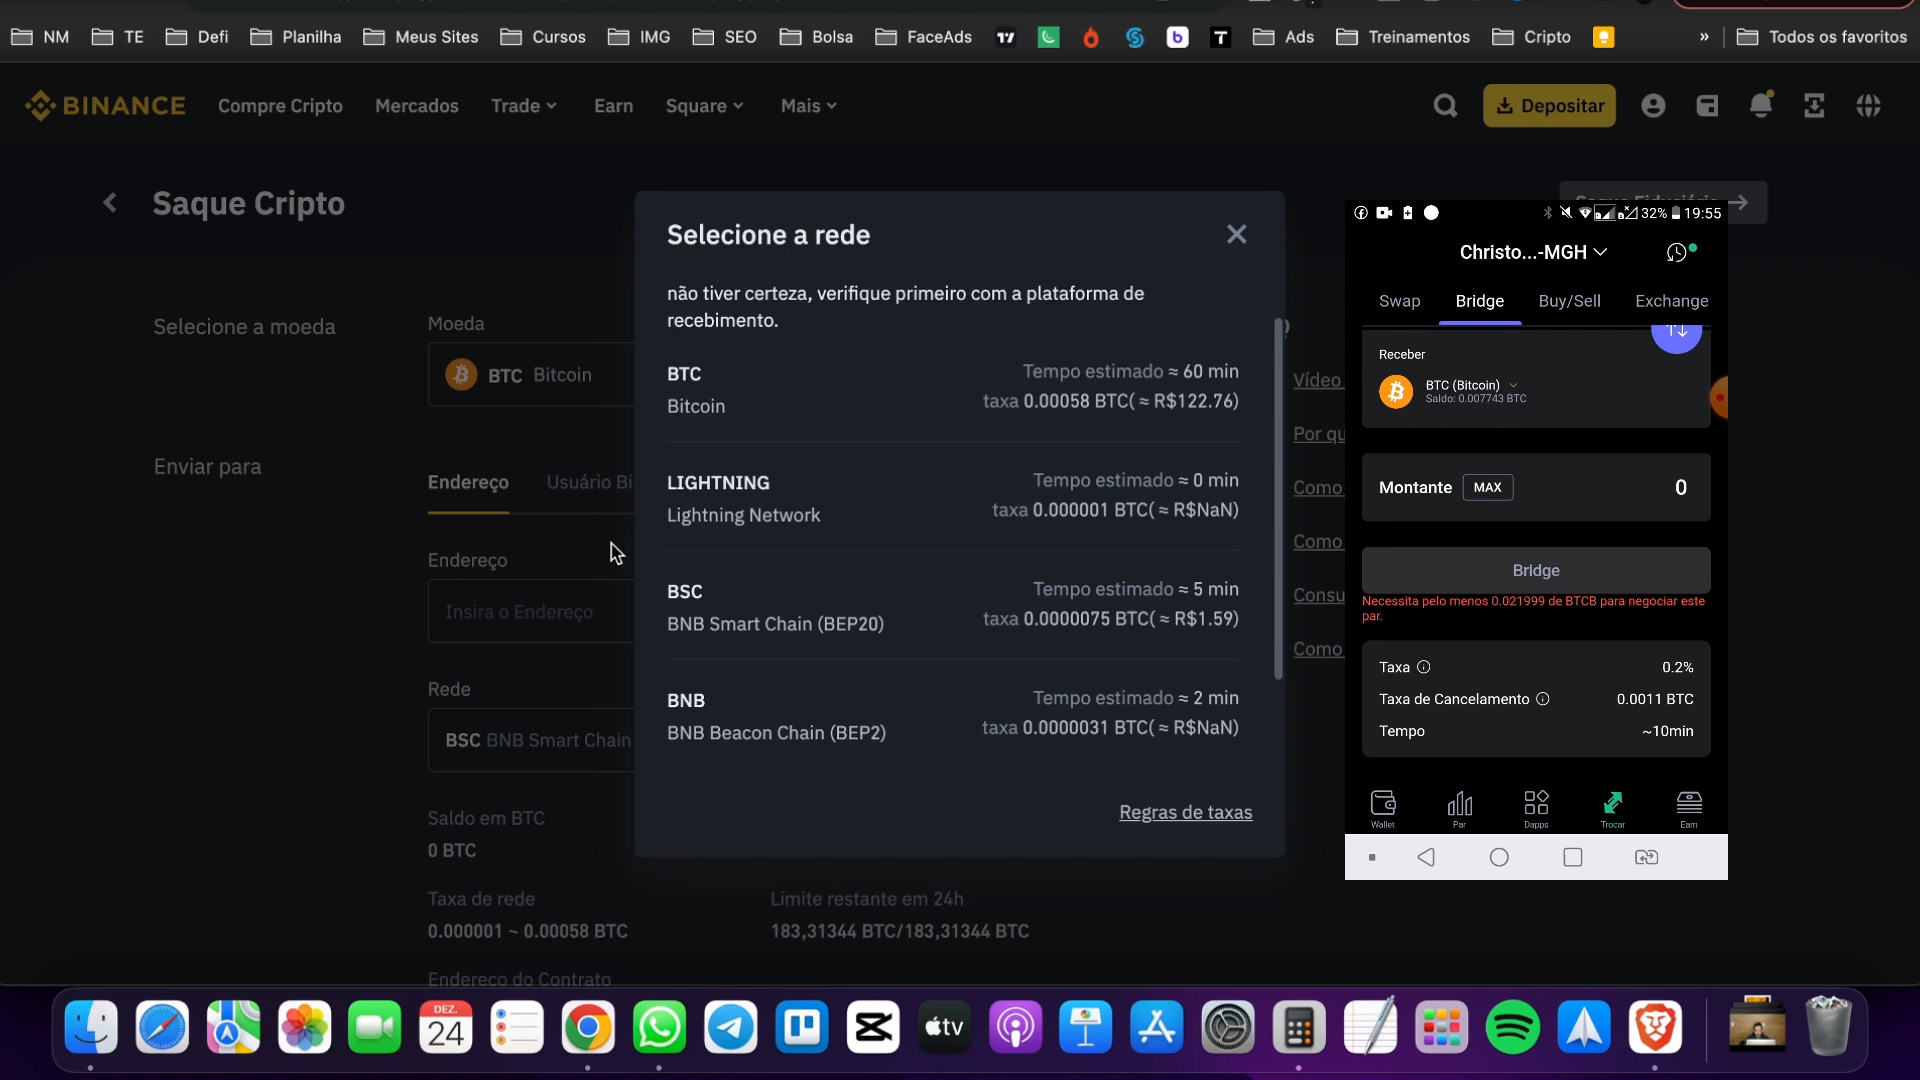 NM
TE
Defi
Planilha
Meus Sites
Cursos
IMG
SEO
Bolsa
FaceAds
Ads
Treinamentos
Cripto
»
Todos os favoritos
BINANCE
Compre Cripto
Mercados
Trade
Earn
Square
Mais
Depositar
Saque Cripto
Selecione a moeda
Moeda
BTC Bitcoin
Enviar para
Endereço
Usuário Bi
Endereço
Insira o Endereço
Rede
BSC BNB Smart Chain
Saldo em BTC
0 BTC
Taxa de rede
0.000001 ~ 0.00058 BTC
Limite restante em 24h
183,31344 BTC/183,31344 BTC
Endereço do Contrato
Selecione a rede
não tiver certeza, verifique primeiro com a plataforma de
recebimento.
BTC
Tempo estimado ≈ 60 min
Bitcoin
taxa 0.00058 BTC( ≈ R$122.76)
LIGHTNING
Tempo estimado ≈ 0 min
Lightning Network
taxa 0.000001 BTC( ≈ R$NaN)
BSC
Tempo estimado ≈ 5 min
BNB Smart Chain (BEP20)
taxa 0.0000075 BTC( ≈ R$1.59)
BNB
Tempo estimado ≈ 2 min
BNB Beacon Chain (BEP2)
taxa 0.0000031 BTC( ≈ R$NaN)
Regras de taxas
Vídeo
Por qu
Como
Como
Consu
Como
32% 19:55
Christo...-MGH
Swap
Bridge
Buy/Sell
Exchange
Receber
BTC (Bitcoin)
Saldo: 0.007743 BTC
Montante
MAX
0
Bridge
Necessita pelo menos 0.021999 de BTCB para negociar este
par.
Taxa
0.2%
Taxa de Cancelamento
0.0011 BTC
Tempo
~10min
Wallet
Par
Dapps
Trocar
Earn
DEZ.
24
tv